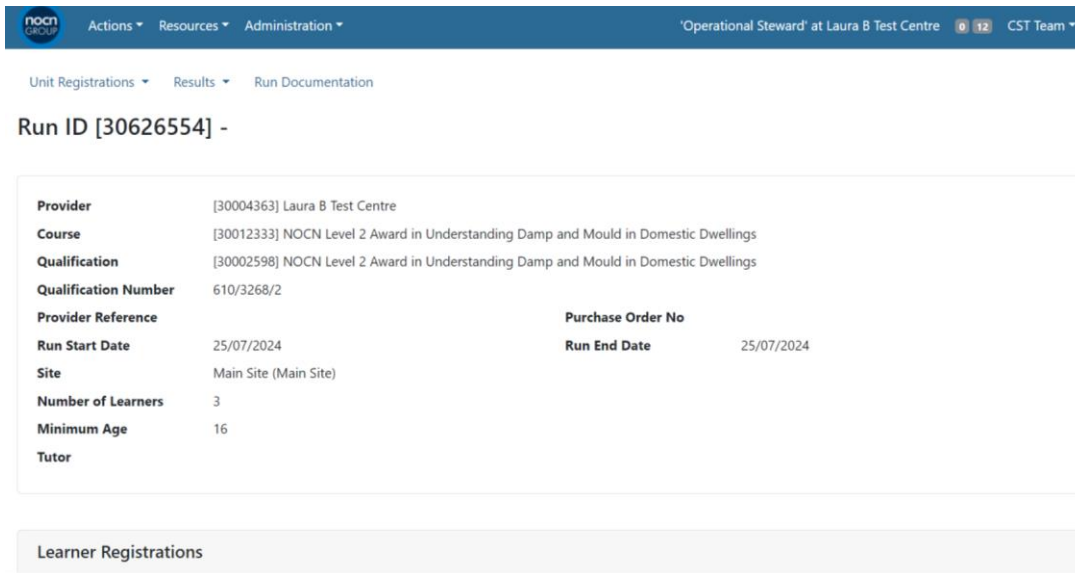 nocn
GROUP
Actions Resources Administration 'Operational Steward' at Laura B Test Centre 0 12 CST Team
Unit Registrations Results Run Documentation
Run ID [30626554] -
Provider [30004363] Laura B Test Centre
Course [30012333] NOCN Level 2 Award in Understanding Damp and Mould in Domestic Dwellings
Qualification [30002598] NOCN Level 2 Award in Understanding Damp and Mould in Domestic Dwellings
Qualification Number 610/3268/2
Provider Reference Purchase Order No
Run Start Date 25/07/2024 Run End Date 25/07/2024
Site Main Site (Main Site)
Number of Learners 3
Minimum Age 16
Tutor
Learner Registrations